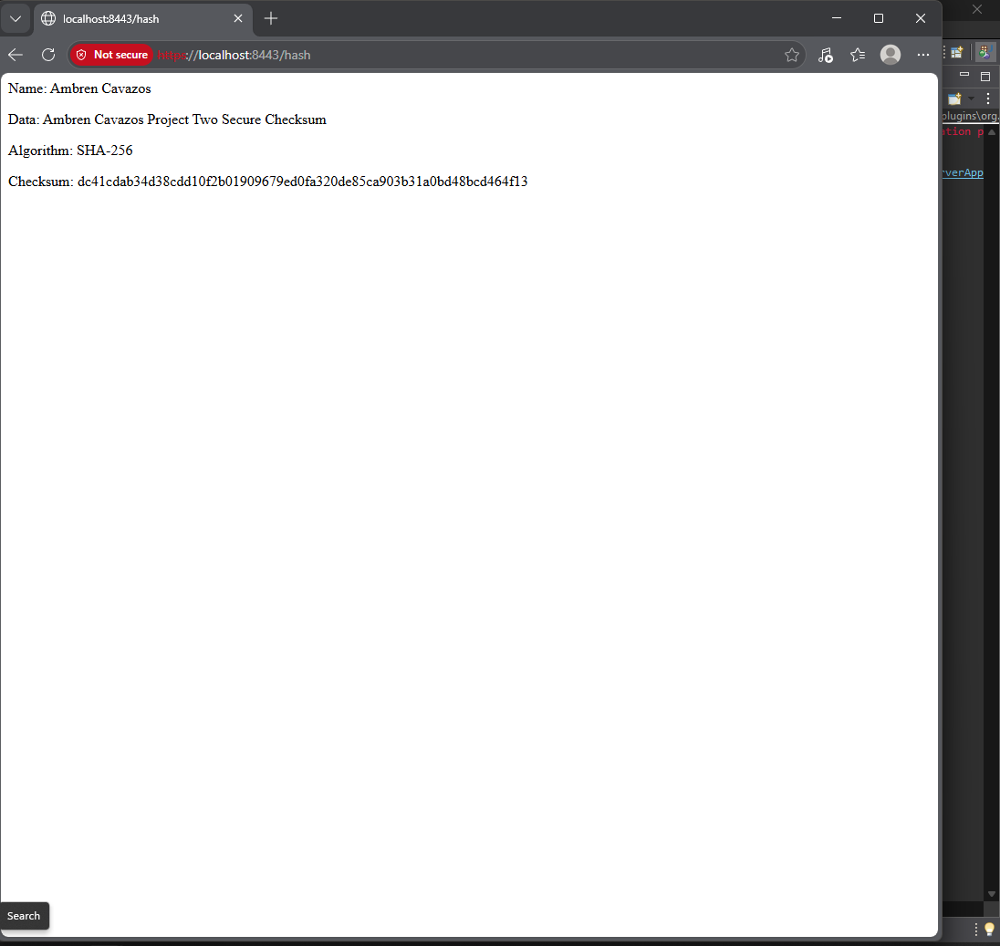 localhost:8443/hash
Not secure https://localhost:8443/hash
Name: Ambren Cavazos
Data: Ambren Cavazos Project Two Secure Checksum
Algorithm: SHA-256
Checksum: dc41cdab34d38cdd10f2b01909679ed0fa320de85ca903b31a0bd48bcd464f13
plugins\org.
ation p
rverApp
Search